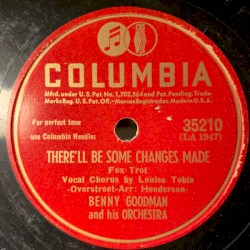 COLUMBIA
Mfrd. under U.S. Pat. No. 1,702,564 and Pat. Pending. Trade-
Marks Reg. U.S. Pat. Off.-Marcas Registradas. Made in U.S.A.
For perfect tone
use Columbia Needles
35210
(LA 1947)
THERE'LL BE SOME CHANGES MADE
Fox-Trot
Vocal Chorus by Louise Tobin
-Overstreet-Arr: Henderson-
BENNY GOODMAN
and his ORCHESTRA